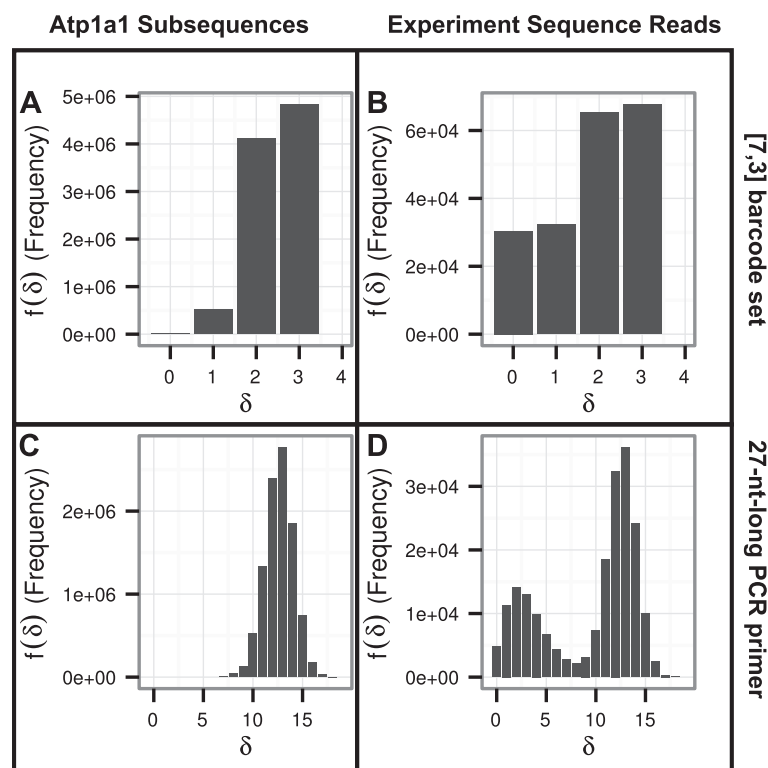 Atp1a1 Subsequences
Experiment Sequence Reads
A
5e+06
4e+06
3e+06
2e+06
1e+06
0e+00
f(δ) (Frequency)
0 1 2 3 4
δ
B
6e+04
4e+04
2e+04
0e+00
f(δ) (Frequency)
0 1 2 3 4
δ
[7,3] barcode set
C
2e+06
1e+06
0e+00
f(δ) (Frequency)
0 5 10 15
δ
D
3e+04
2e+04
1e+04
0e+00
f(δ) (Frequency)
0 5 10 15
δ
27-nt-long PCR primer